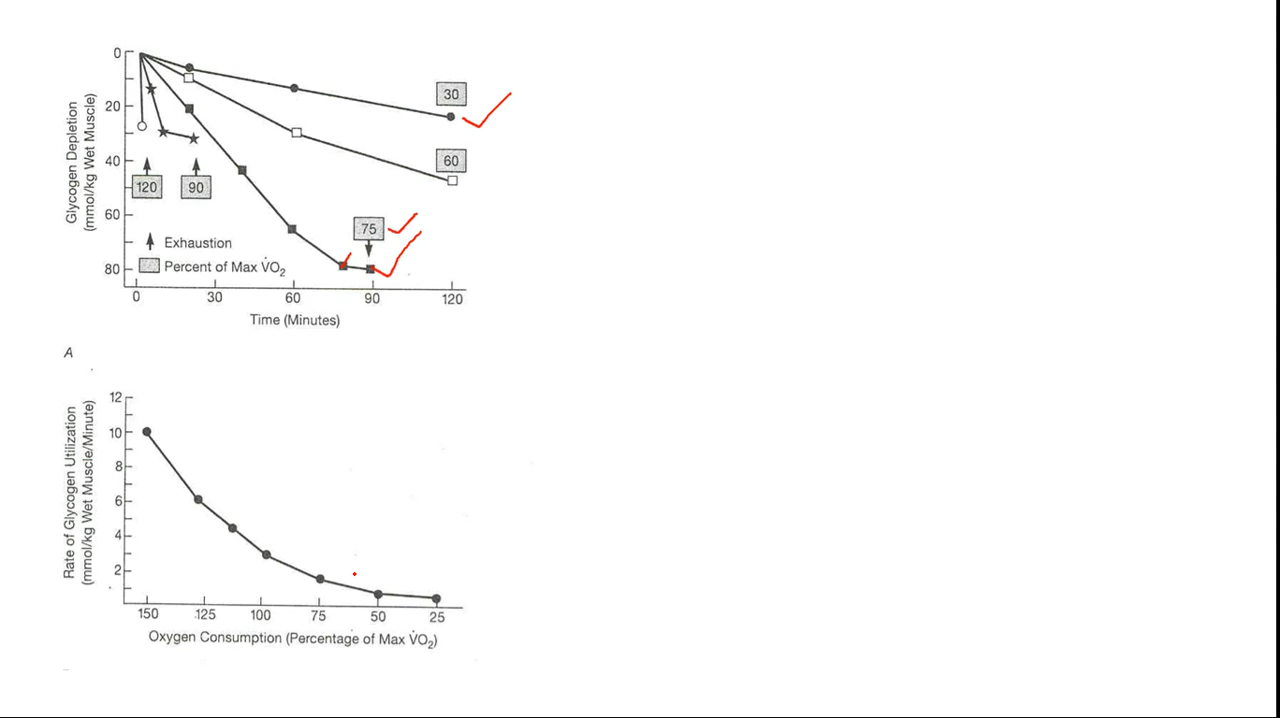 Glycogen Depletion
(mmol/kg Wet Muscle)
0
20
40
60
80
30
60
120
90
75
Exhaustion
Percent of Max V̇O₂
0 30 60 90 120
Time (Minutes)
A
Rate of Glycogen Utilization
(mmol/kg Wet Muscle/Minute)
12
10
8
6
4
2
150 125 100 75 50 25
Oxygen Consumption (Percentage of Max V̇O₂)